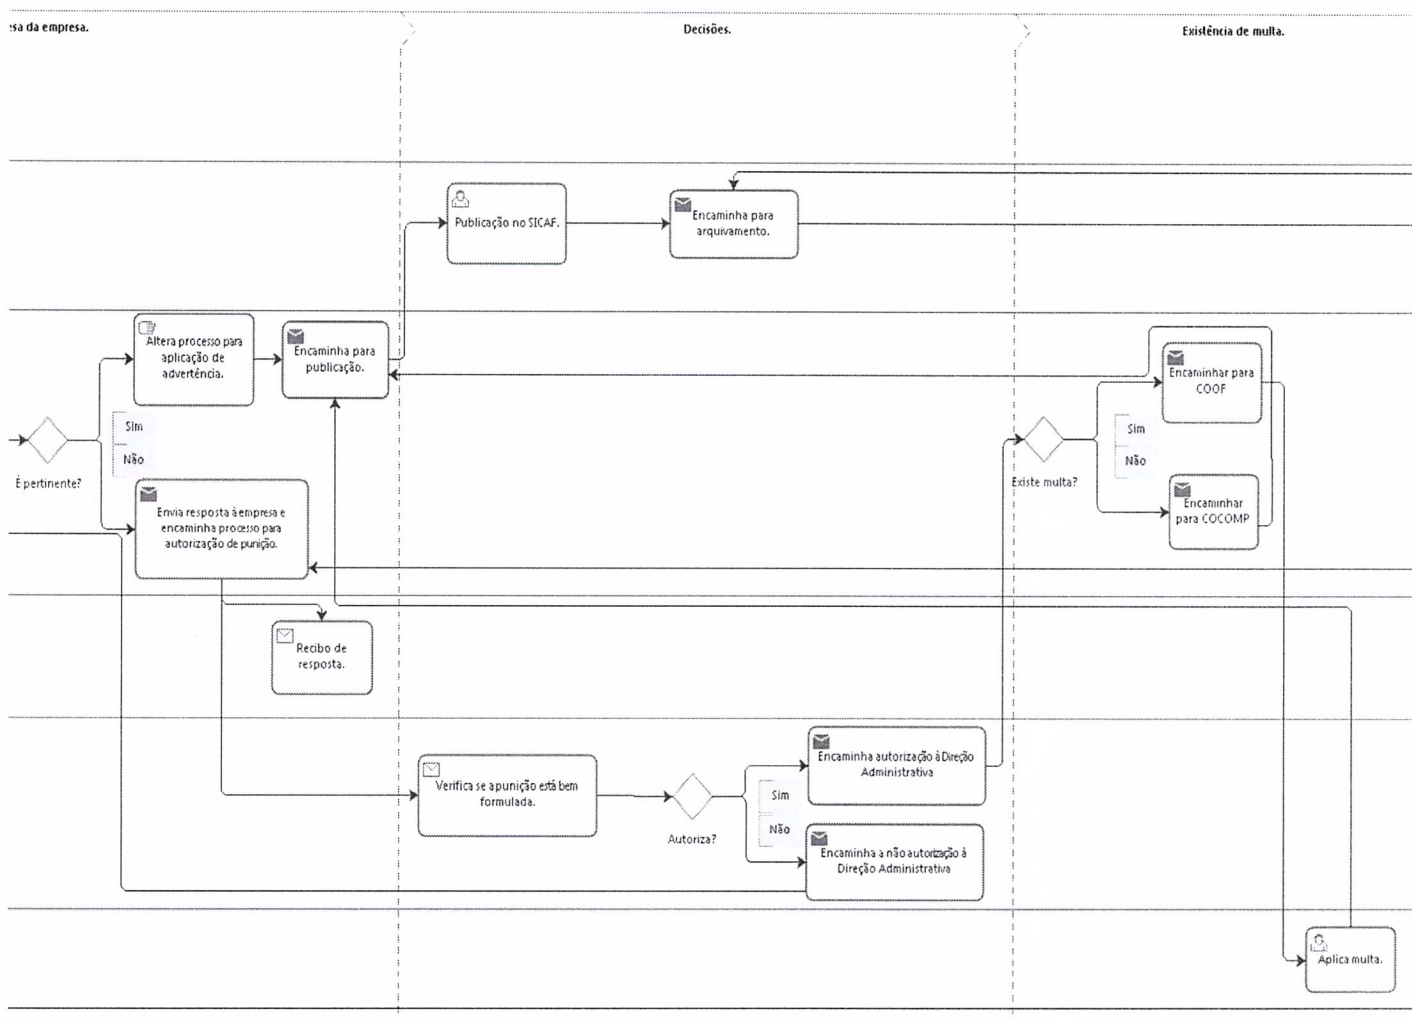 esa da empresa.
Decisões.
Existência de multa.
Publicação no SICAF.
Encaminha para
arquivamento.
Altera processo para
aplicação de
advertência.
Encaminha para
publicação.
Sim
Não
É pertinente?
Envia resposta à empresa e
encaminha processo para
autorização de punição.
Encaminhar para
COOF
Sim
Não
Existe multa?
Encaminhar
para COCOMP
Recibo de
resposta.
Verifica se a punição está bem
formulada.
Autoriza?
Sim
Não
Encaminha autorização à Direção
Administrativa
Encaminha a não autorização à
Direção Administrativa
Aplica multa.